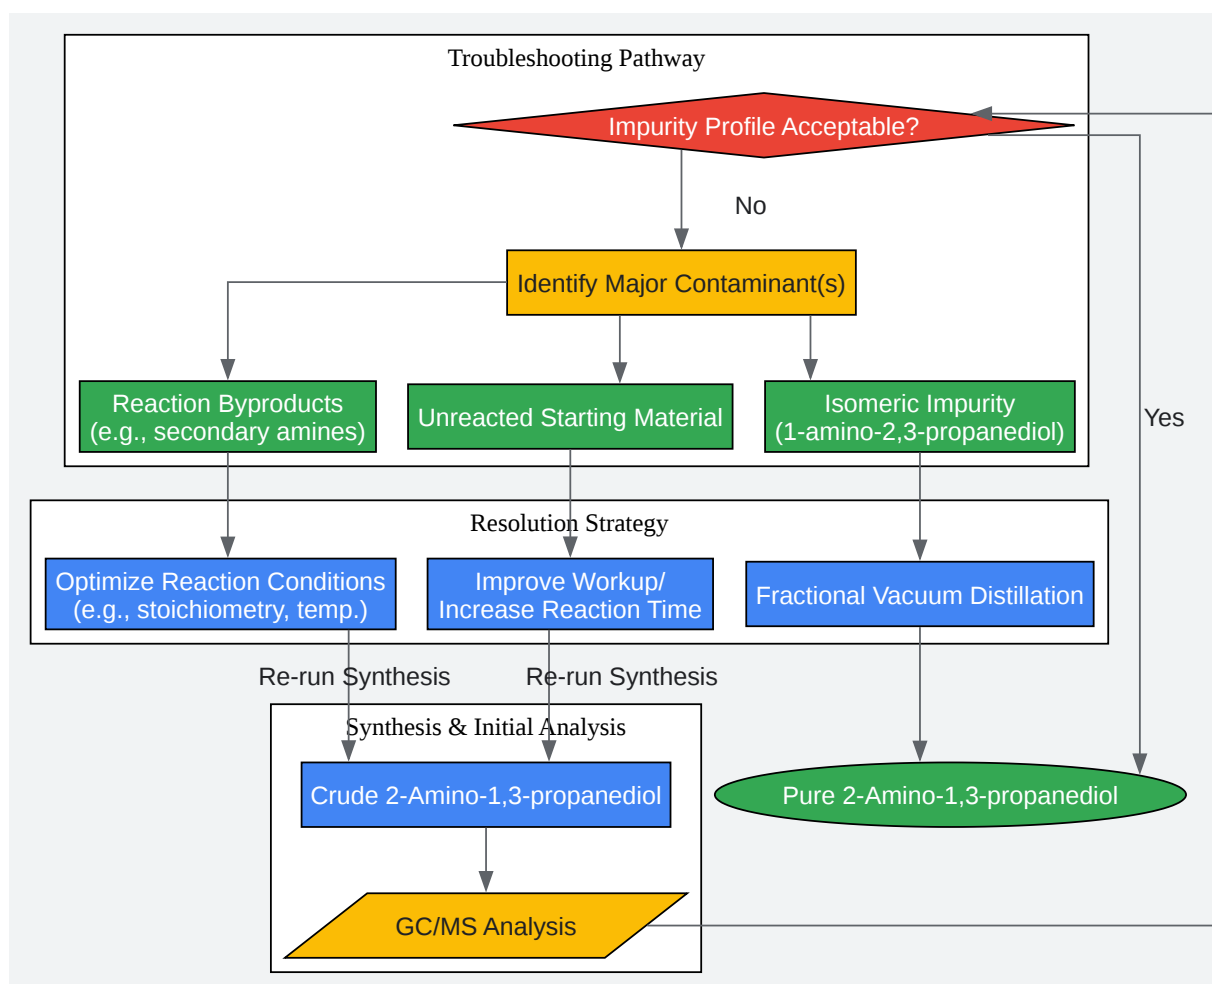 Troubleshooting Pathway
Impurity Profile Acceptable?
No
Identify Major Contaminant(s)
Reaction Byproducts
(e.g., secondary amines)
Unreacted Starting Material
Isomeric Impurity
(1-amino-2,3-propanediol)
Yes
Resolution Strategy
Optimize Reaction Conditions
(e.g., stoichiometry, temp.)
Improve Workup/
Increase Reaction Time
Fractional Vacuum Distillation
Re-run Synthesis
Re-run Synthesis
Synthesis & Initial Analysis
Crude 2-Amino-1,3-propanediol
Pure 2-Amino-1,3-propanediol
GC/MS Analysis